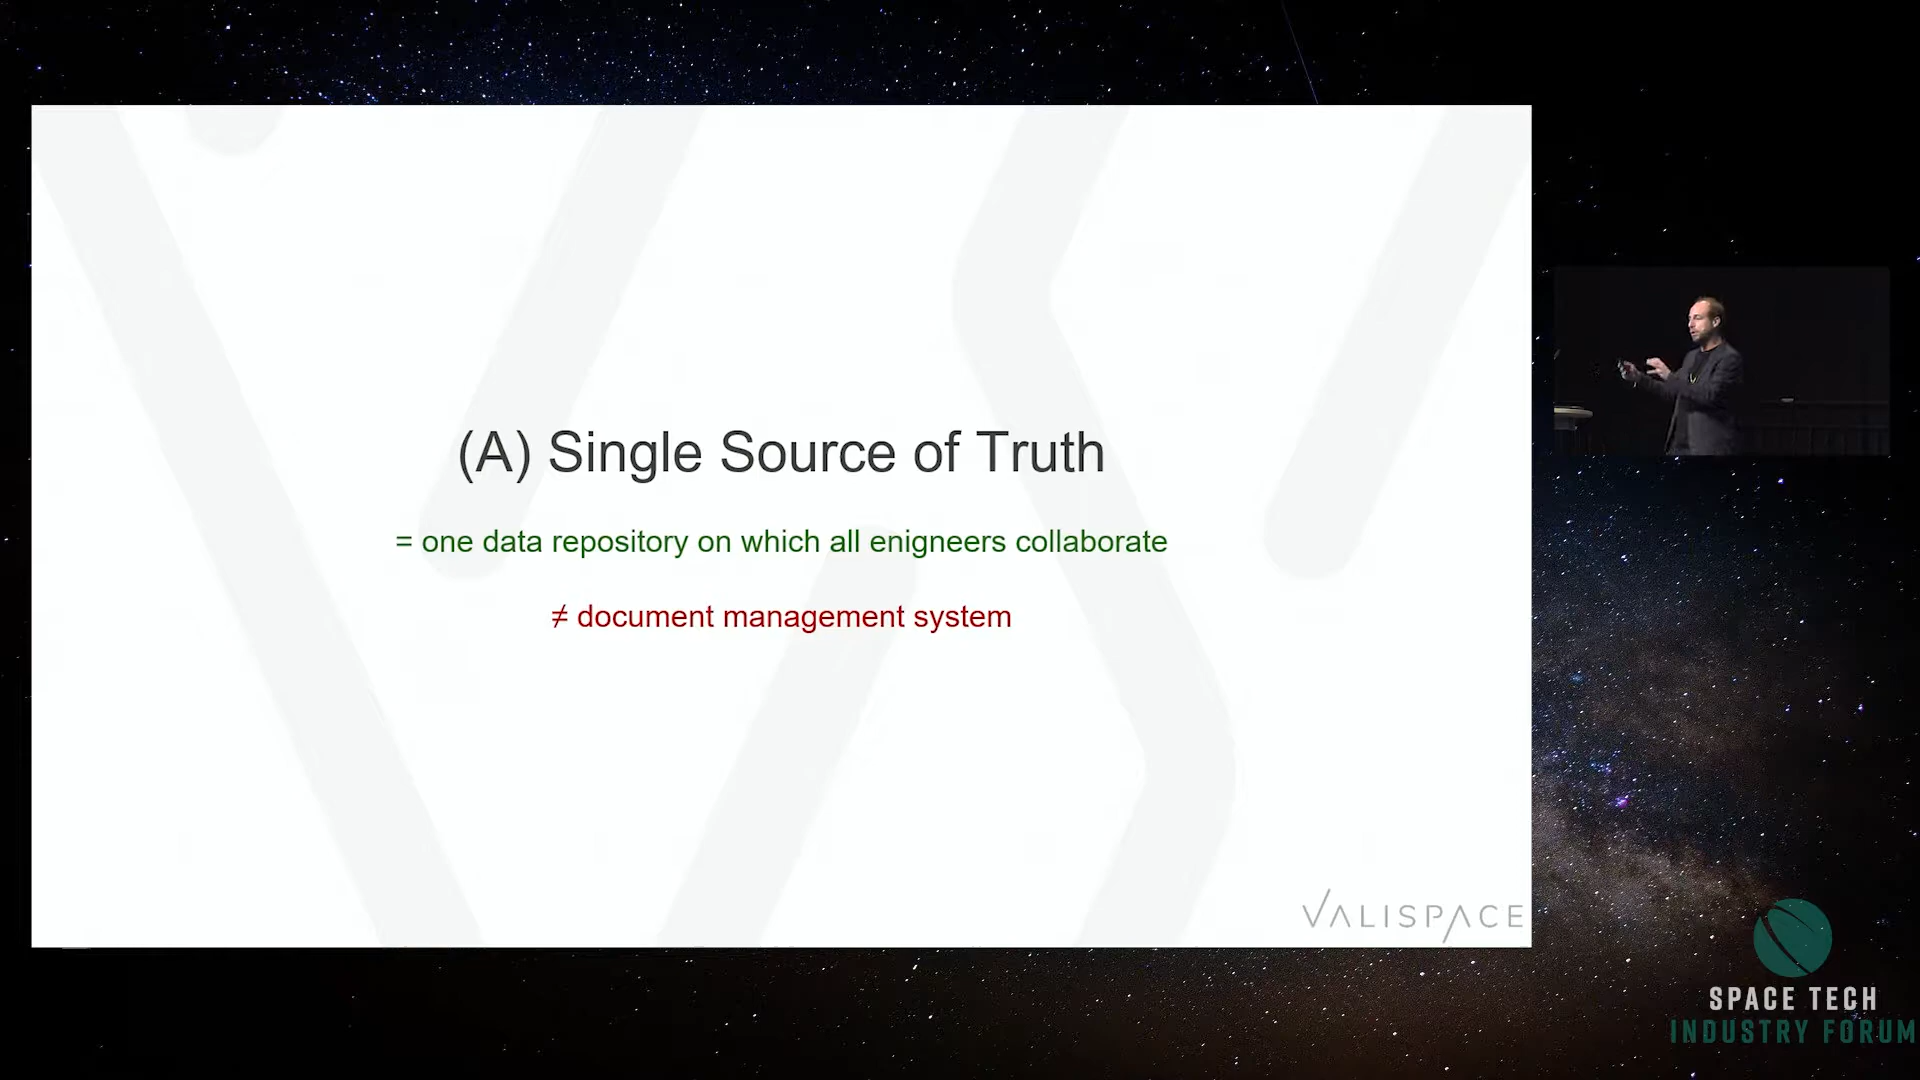 (A) Single Source of Truth
= one data repository on which all enigneers collaborate
≠ document management system
VALISPACE
SPACE TECH
INDUSTRY FORUM